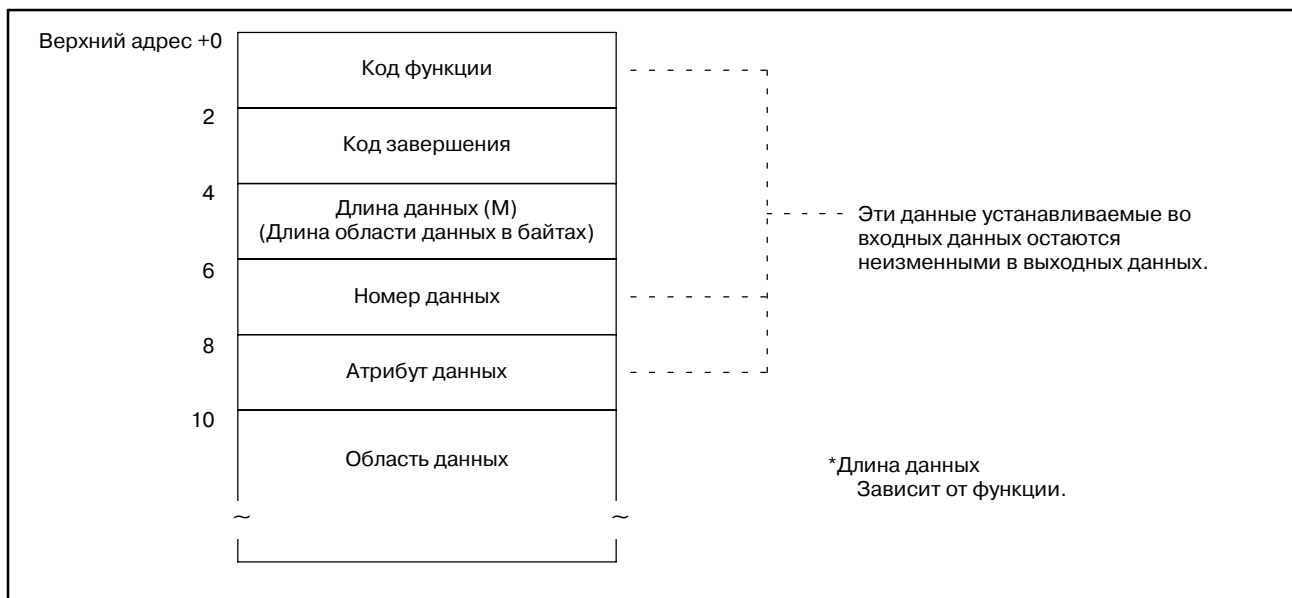 Верхний адрес +0
Код функции
2
Код завершения
4
Длина данных (M)
(Длина области данных в байтах)
6
Номер данных
8
Атрибут данных
10
Область данных
Эти данные устанавливаемые во
входных данных остаются
неизменными в выходных данных.
*Длина данных
Зависит от функции.